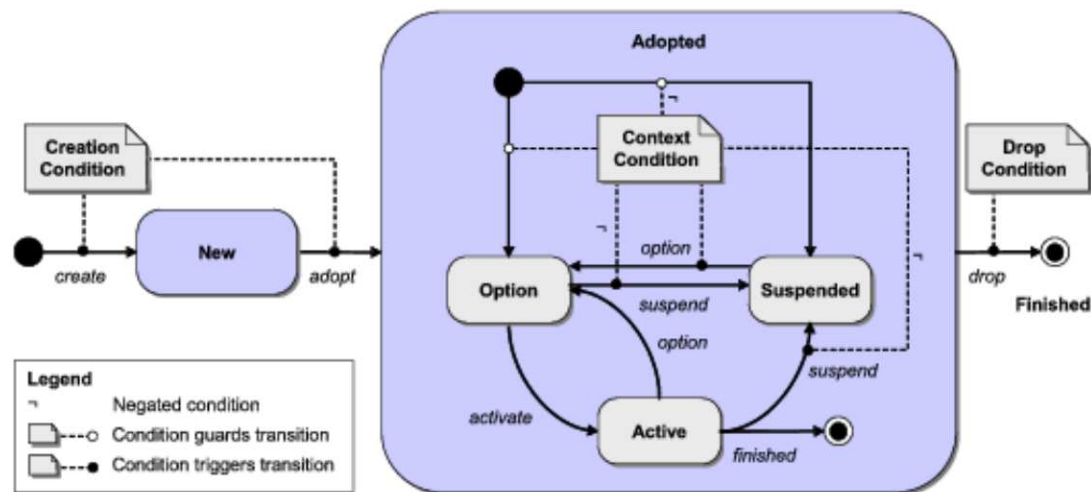 Adopted
Creation
Condition
¬
Context
Condition
Drop
Condition
New
create
adopt
¬
option
¬
Option
Suspended
suspend
drop
Finished
option
suspend
activate
Active
finished
Legend
¬ Negated condition
Condition guards transition
Condition triggers transition